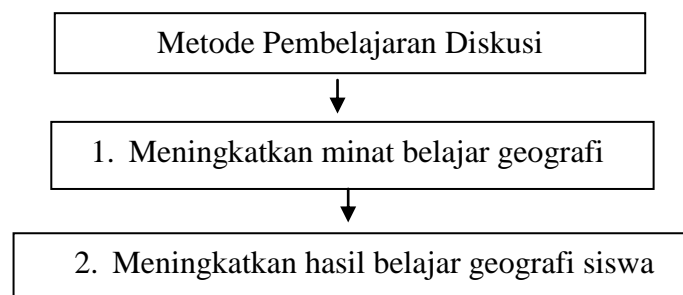 Metode Pembelajaran Diskusi
1. Meningkatkan minat belajar geografi
2. Meningkatkan hasil belajar geografi siswa